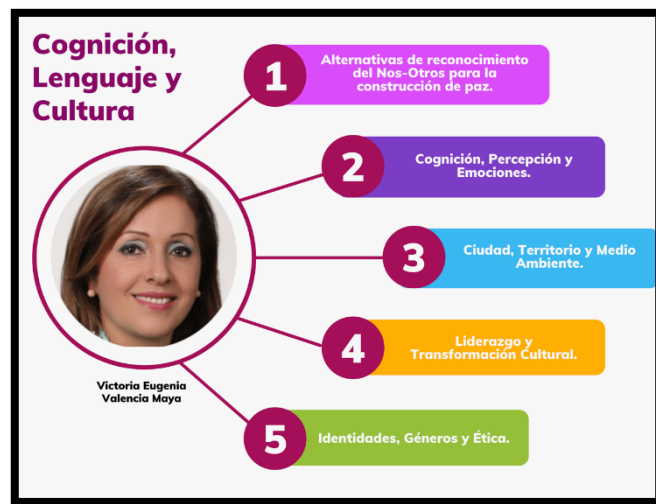 Cognición,
Lenguaje y
Cultura
1
Alternativas de reconocimiento
del Nos-Otros para la
construcción de paz.
2
Cognición, Percepción y
Emociones.
3
Ciudad, Territorio y Medio
Ambiente.
4
Liderazgo y
Transformación Cultural.
5
Identidades, Géneros y Ética.
Victoria Eugenia
Valencia Maya